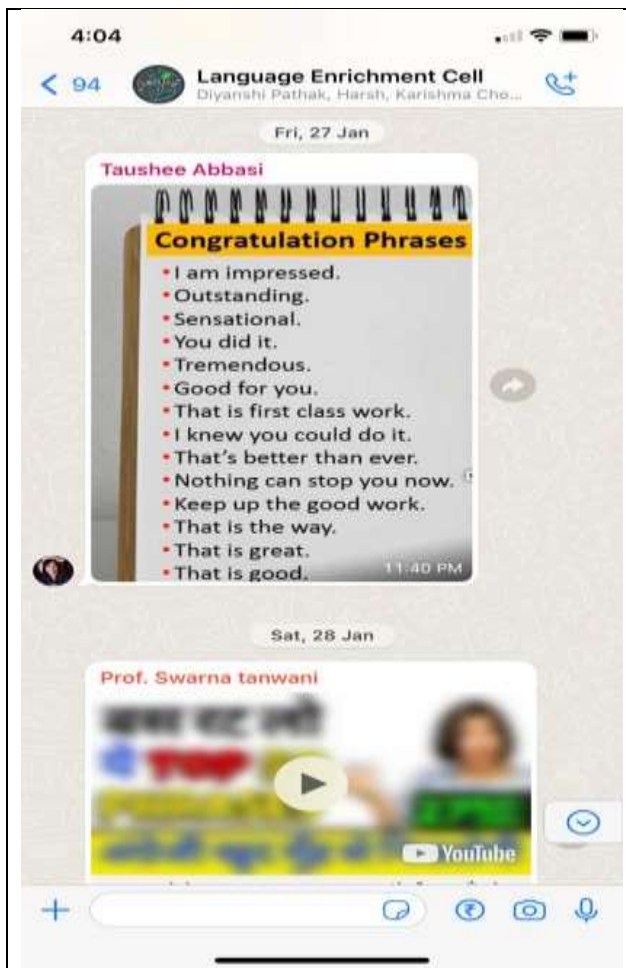 4:04
94
Language Enrichment Cell
Diyanshi Pathak, Harsh, Karishma Cho...
Fri, 27 Jan
Taushee Abbasi
Congratulation Phrases
•I am impressed.
•Outstanding.
•Sensational.
•You did it.
•Tremendous.
•Good for you.
•That is first class work.
•I knew you could do it.
•That's better than ever.
•Nothing can stop you now.
•Keep up the good work.
•That is the way.
•That is great.
•That is good.
11:40 PM
Sat, 28 Jan
Prof. Swarna tanwani
बस रट लो
TOP
YouTube